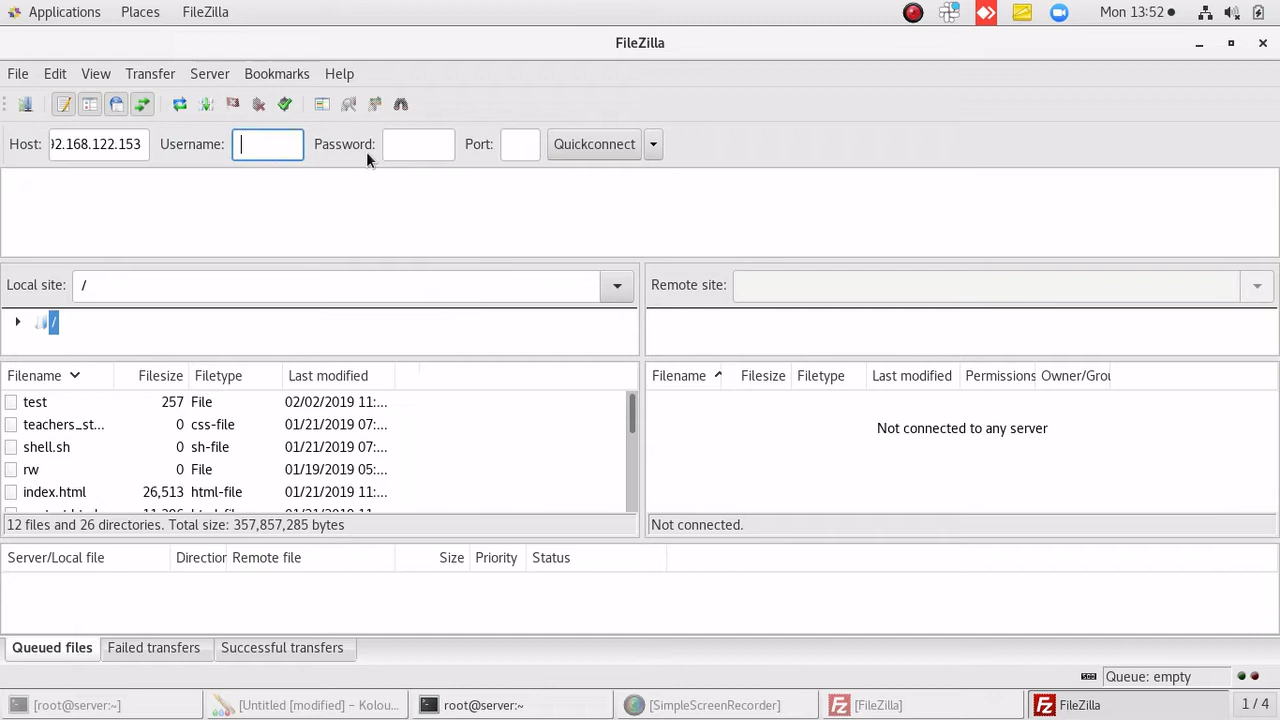 Applications Places FileZilla Mon 13:52
FileZilla
File Edit View Transfer Server Bookmarks Help
Host: 2.168.122.153 Username: Password: Port: Quickconnect
Local site: / Remote site:
/
Filename Filesize Filetype Last modified Filename Filesize Filetype Last modified Permissions Owner/Grou
test 257 File 02/02/2019 11:...
teachers_st... 0 css-file 01/21/2019 07:...
Not connected to any server
shell.sh 0 sh-file 01/21/2019 07:...
rw 0 File 01/19/2019 05:...
index.html 26,513 html-file 01/21/2019 11:...
12 files and 26 directories. Total size: 357,857,285 bytes Not connected.
Server/Local file Direction Remote file Size Priority Status
Queued files Failed transfers Successful transfers
Queue: empty
[root@server:~] [Untitled [modified] – Kolou... root@server:~ [SimpleScreenRecorder] [FileZilla] FileZilla 1 / 4